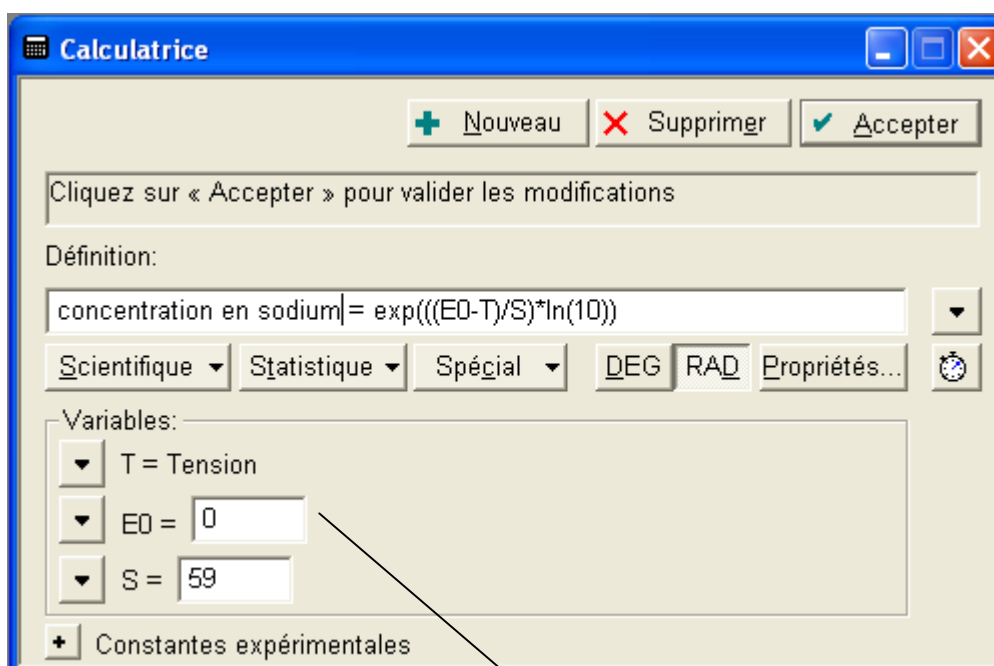 Calculatrice
Nouveau Supprimer Accepter
Cliquez sur « Accepter » pour valider les modifications
Définition:
concentration en sodium = exp(((E0-T)/S)*ln(10))
Scientifique Statistique Spécial DEG RAD Propriétés...
Variables:
T = Tension
E0 = 0
S = 59
Constantes expérimentales